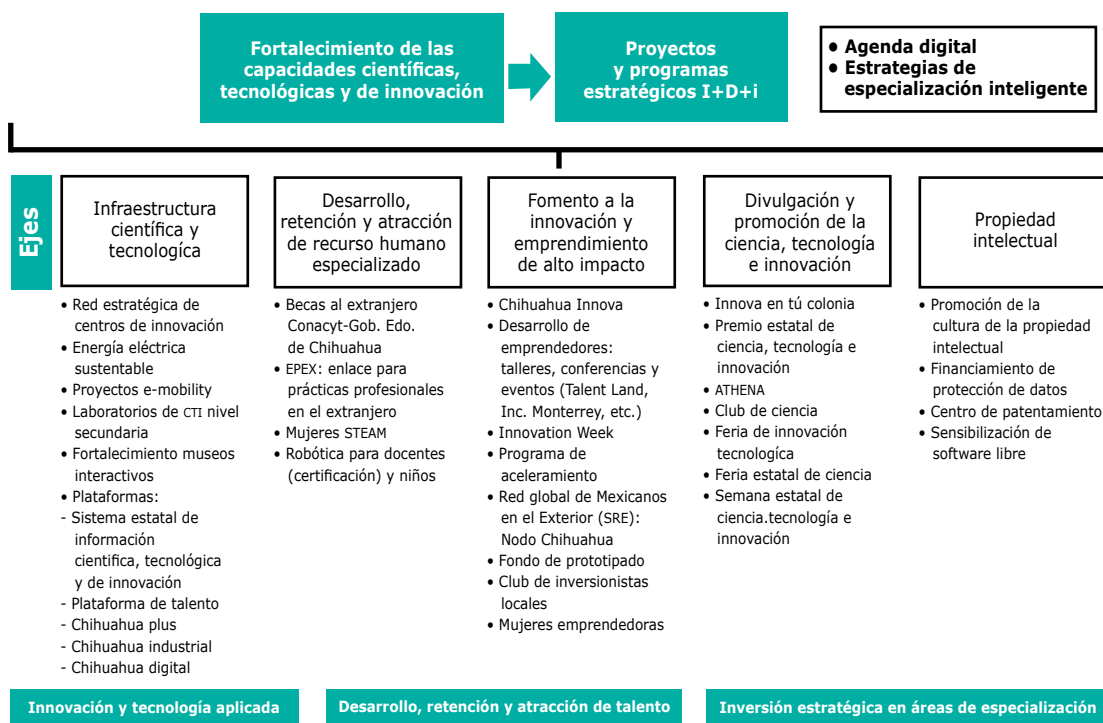 Fortalecimiento de las
capacidades científicas,
tecnológicas y de innovación
Proyectos
y programas
estratégicos I+D+i
• Agenda digital
• Estrategias de
especialización inteligente
Ejes
Infraestructura
científica y
tecnologíca
• Red estratégica de
centros de innovación
• Energía eléctrica
sustentable
• Proyectos e-mobility
• Laboratorios de CTI nivel
secundaria
• Fortalecimiento museos
interactivos
• Plataformas:
- Sistema estatal de
información
cientifica, tecnológica
y de innovación
- Plataforma de talento
- Chihuahua plus
- Chihuahua industrial
- Chihuahua digital
Desarrollo,
retención y atracción
de recurso humano
especializado
• Becas al extranjero
Conacyt-Gob. Edo.
de Chihuahua
• EPEX: enlace para
prácticas profesionales
en el extranjero
• Mujeres STEAM
• Robótica para docentes
(certificación) y niños
Fomento a la
innovación y
emprendimiento
de alto impacto
• Chihuahua Innova
• Desarrollo de
emprendedores:
talleres, conferencias y
eventos (Talent Land,
Inc. Monterrey, etc.)
• Innovation Week
• Programa de
aceleramiento
• Red global de Mexicanos
en el Exterior (SRE):
Nodo Chihuahua
• Fondo de prototipado
• Club de inversionistas
locales
• Mujeres emprendedoras
Divulgación y
promoción de la
ciencia, tecnología
e innovación
• Innova en tú colonia
• Premio estatal de
ciencia, tecnología e
innovación
• ATHENA
• Club de ciencia
• Feria de innovación
tecnologíca
• Feria estatal de ciencia
• Semana estatal de
ciencia.tecnología e
innovación
Propiedad
intelectual
• Promoción de la
cultura de la propiedad
intelectual
• Financiamiento de
protección de datos
• Centro de patentamiento
• Sensibilización de
software libre
Innovación y tecnología aplicada
Desarrollo, retención y atracción de talento
Inversión estratégica en áreas de especialización